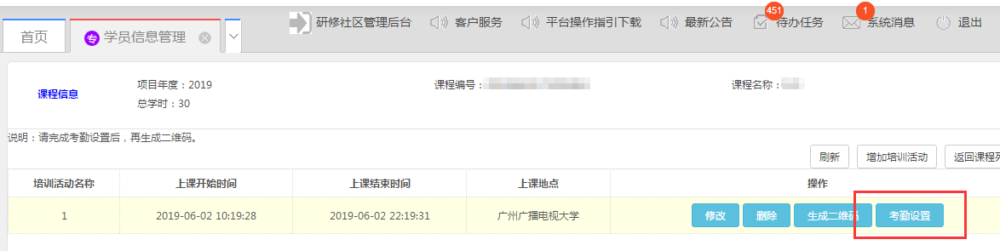 451 1
首页 专 学员信息管理 研修社区管理后台 客户服务 平台操作指引下载 最新公告 待办任务 系统消息 退出
课程信息 项目年度：2019 课程编号： 课程名称：
总学时：30
说明：请完成考勤设置后，再生成二维码。
刷新 增加培训活动 返回课程
培训活动名称 上课开始时间 上课结束时间 上课地点 操作
1 2019-06-02 10:19:28 2019-06-02 22:19:31 广州广播电视大学 修改 删除 生成二维码 考勤设置